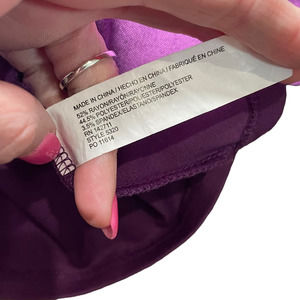 MADE IN CHINA / HECHO EN CHINA / FABRIQUÉ EN CHINE
52% RAYON/RAYÓN/RAYONNE
44.5% POLYESTER/POLIÉSTER/POLYESTER
3.5% SPANDEX/ELASTANO/SPANDEX
RN 142711
STYLE 5320
PO 11614